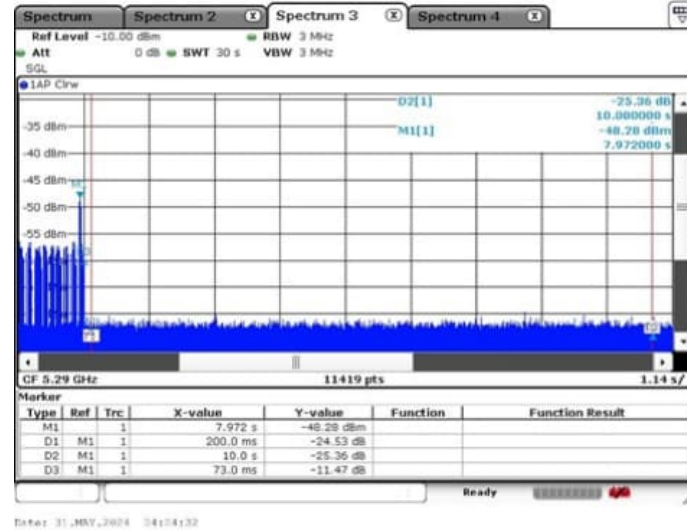 Spectrum Spectrum 2 X Spectrum 3 X Spectrum 4 X
Ref Level -10.00 dBm RBW 3 MHz
Att 0 dB SWT 30 s VBW 3 MHz
SGL
1AP Clrw
D2[1] -25.36 dB
10.000000 s
-35 dBm M1[1] -48.28 dBm
7.972000 s
-40 dBm
-45 dBm
-50 dBm
-55 dBm
CF 5.29 GHz 11419 pts 1.14 s/
Marker
Type Ref Trc X-value Y-value Function Function Result
M1 1 7.972 s -48.28 dBm
D1 M1 1 200.0 ms -24.53 dB
D2 M1 1 10.0 s -25.36 dB
D3 M1 1 73.0 ms -11.47 dB
Ready
Date: 31.MAY.2024 04:04:32